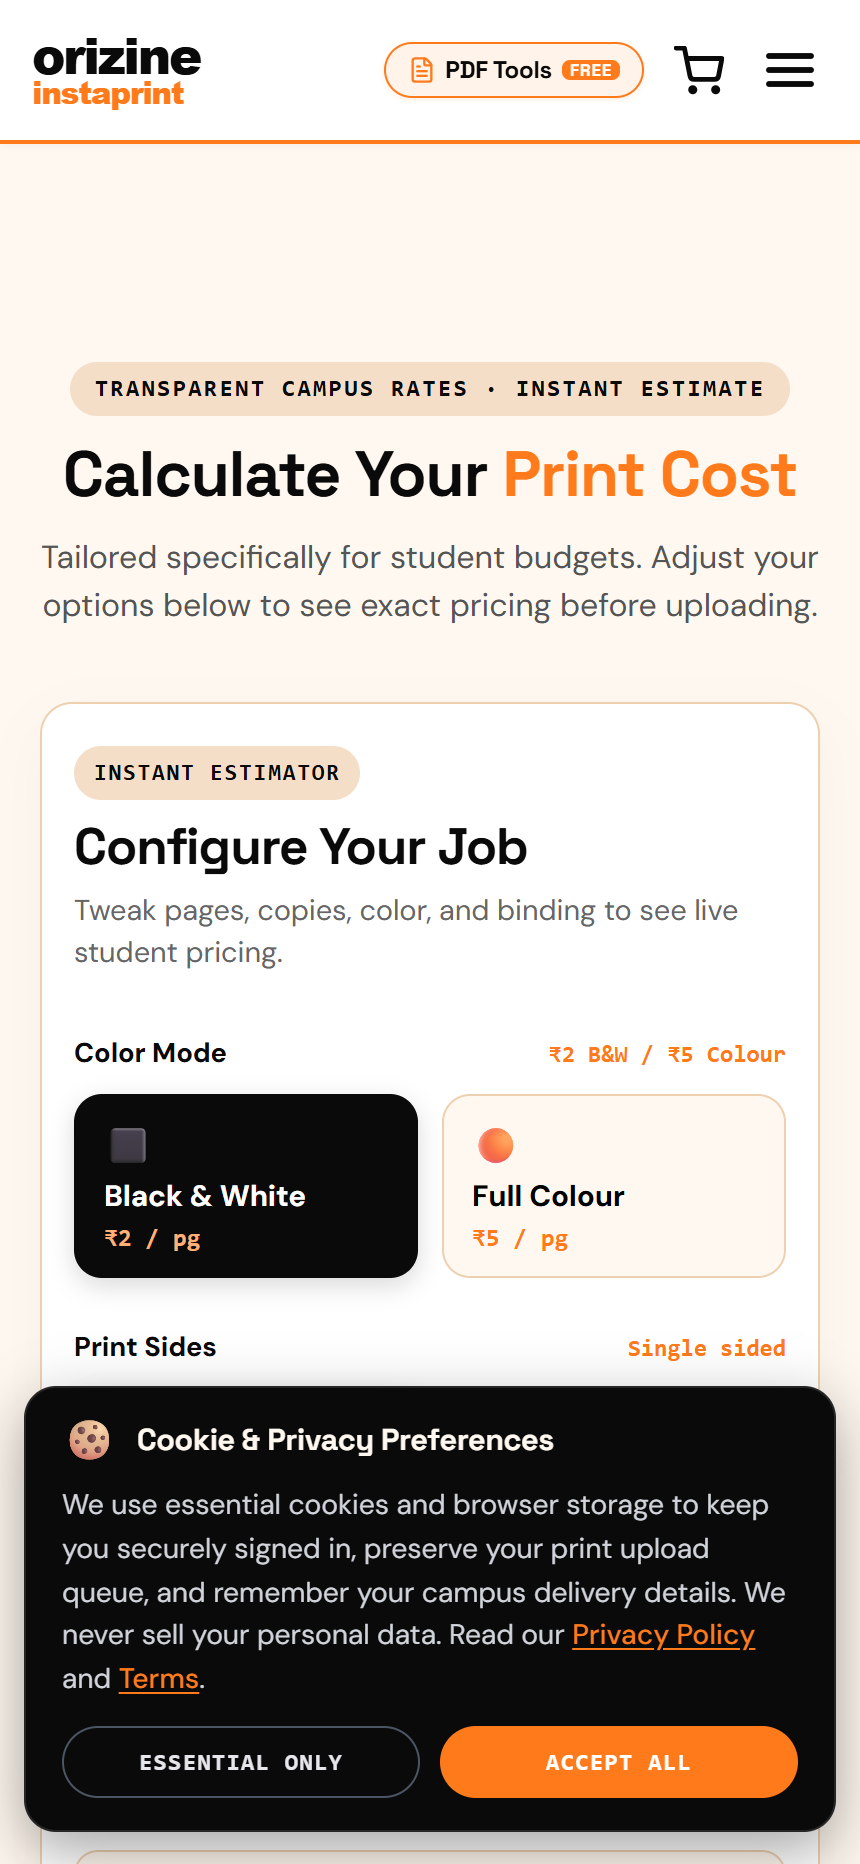 orizine
instaprint
PDF Tools FREE
TRANSPARENT CAMPUS RATES · INSTANT ESTIMATE
Calculate Your Print Cost
Tailored specifically for student budgets. Adjust your
options below to see exact pricing before uploading.
INSTANT ESTIMATOR
Configure Your Job
Tweak pages, copies, color, and binding to see live
student pricing.
Color Mode
₹2 B&W / ₹5 Colour
Black & White
₹2 / pg
Full Colour
₹5 / pg
Print Sides
Single sided
Cookie & Privacy Preferences
We use essential cookies and browser storage to keep
you securely signed in, preserve your print upload
queue, and remember your campus delivery details. We
never sell your personal data. Read our Privacy Policy
and Terms.
ESSENTIAL ONLY
ACCEPT ALL